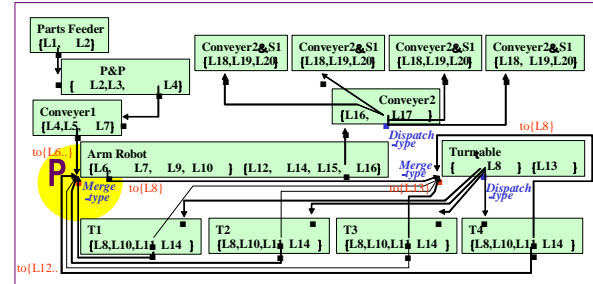 Parts Feeder
{L1, L2}
P&P
{ L2,L3, L4}
Conveyer1
{L4,L5, L7}
Conveyer2&S1
{L18,L19,L20}
Conveyer2&S1
{L18,L19,L20}
Conveyer2&S1
{L18,L19,L20}
Conveyer2&S1
{L18, L19,L20}
Conveyer2
{L16, L17 }
Dispatch
-type
to{L8}
to{L6..}
P
Arm Robot
{L6, L7, L9, L10 } {L12, L14, L15, L16}
Merge
-type
to{L8}
Merge
-type
Turntable
{ L8 } {L13 }
Dispatch
-type
T1
{L8,L10,L1 L14 }
T2
{L8,L10,L1 L14 }
T3
{L8,L10,L1 L14 }
T4
{L8,L10,L1 L14 }
to{L12..